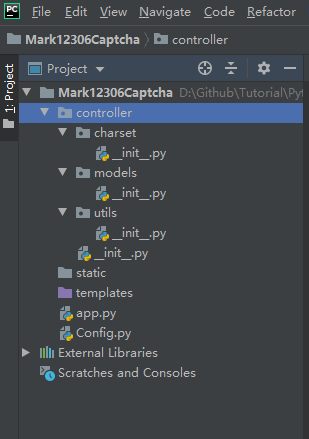 PC File Edit View Navigate Code Refactor
Mark12306Captcha controller
1: Project
Project
Mark12306Captcha D:\Github\Tutorial\Pyt
controller
charset
__init__.py
models
__init__.py
utils
__init__.py
__init__.py
static
templates
app.py
Config.py
External Libraries
Scratches and Consoles